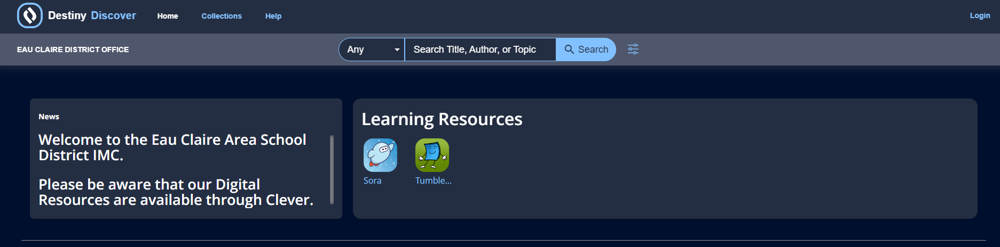 Destiny Discover Home Collections Help Login
EAU CLAIRE DISTRICT OFFICE Any Search Title, Author, or Topic Search
News
Welcome to the Eau Claire Area School
District IMC.
Please be aware that our Digital
Resources are available through Clever.
Learning Resources
Sora Tumble...